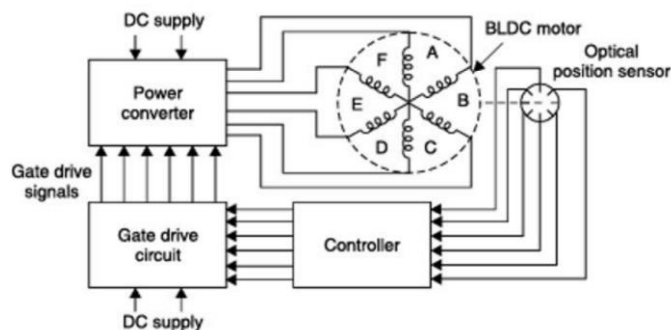 DC supply
BLDC motor
Optical
position sensor
Power
converter
F
A
E
B
D
C
Gate drive
signals
Gate drive
circuit
Controller
DC supply